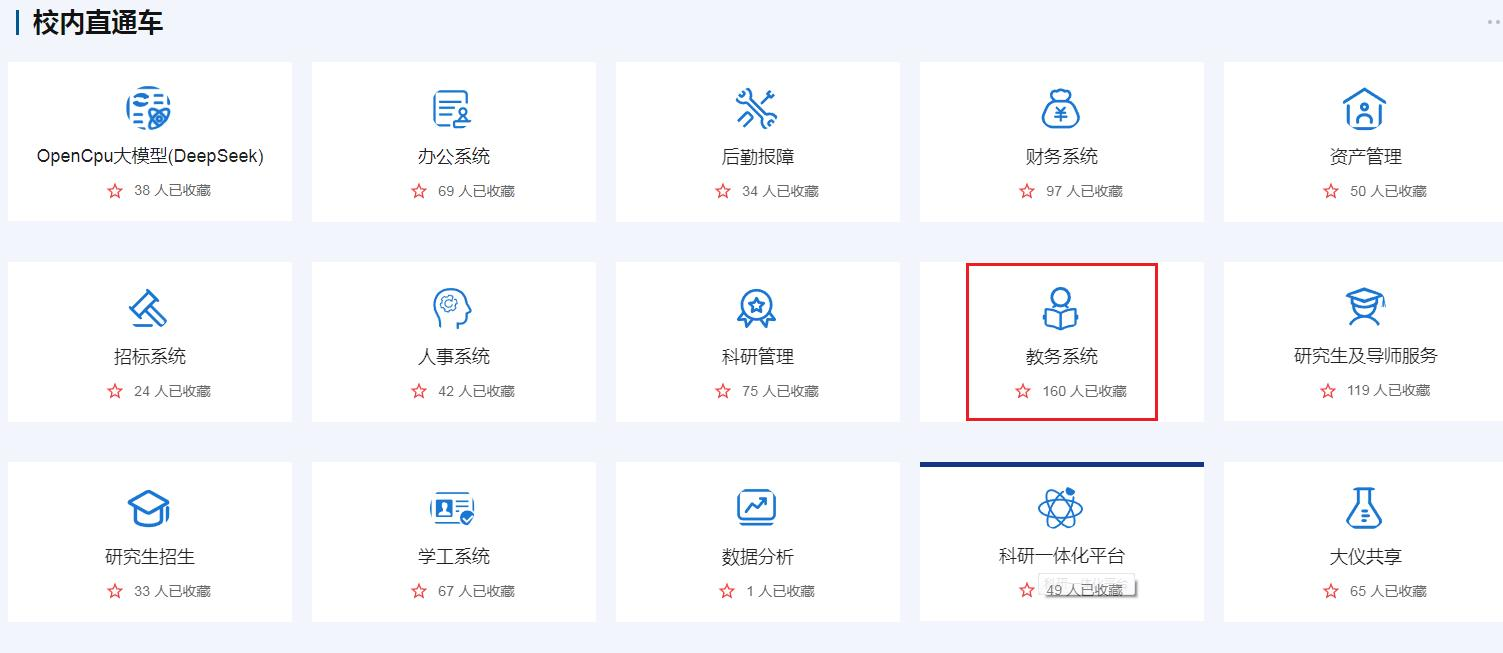 校内直通车
OpenCpu大模型(DeepSeek)
38 人已收藏
办公系统
69 人已收藏
后勤报障
34 人已收藏
财务系统
97 人已收藏
资产管理
50 人已收藏
招标系统
24 人已收藏
人事系统
42 人已收藏
科研管理
75 人已收藏
教务系统
160 人已收藏
研究生及导师服务
119 人已收藏
研究生招生
33 人已收藏
学工系统
67 人已收藏
数据分析
1 人已收藏
科研一体化平台
49 人已收藏
科研一体化平台
大仪共享
65 人已收藏